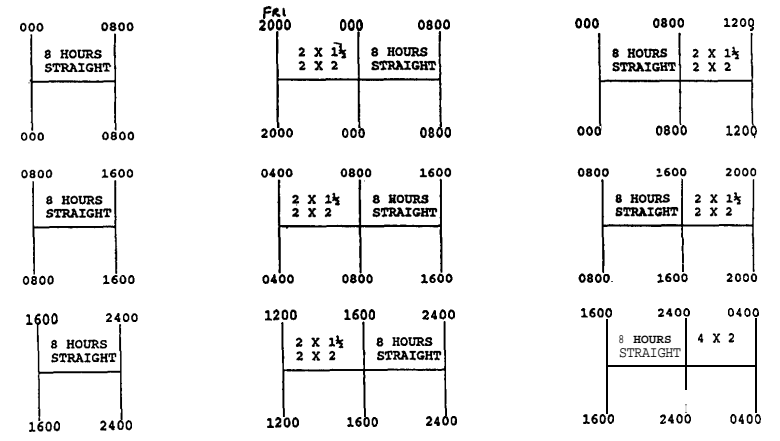 FRI
000 0800
8 HOURS
STRAIGHT
000 0800
2000 000 0800
2 X 1½ 8 HOURS
2 X 2 STRAIGHT
2000 000 0800
000 0800 1200
8 HOURS 2 X 1½
STRAIGHT 2 X 2
000 0800 1200
0800 1600
8 HOURS
STRAIGHT
0800 1600
0400 0800 1600
2 X 1½ 8 HOURS
2 X 2 STRAIGHT
0400 0800 1600
0800 1600 2000
8 HOURS 2 X 1½
STRAIGHT 2 X 2
0800. 1600 2000
1600 2400
8 HOURS
STRAIGHT
1600 2400
1200 1600 2400
2 X 1½ 8 HOURS
2 X 2 STRAIGHT
1200 1600 2400
1600 2400 0400
8 HOURS 4 X 2
STRAIGHT
1600 2400 0400